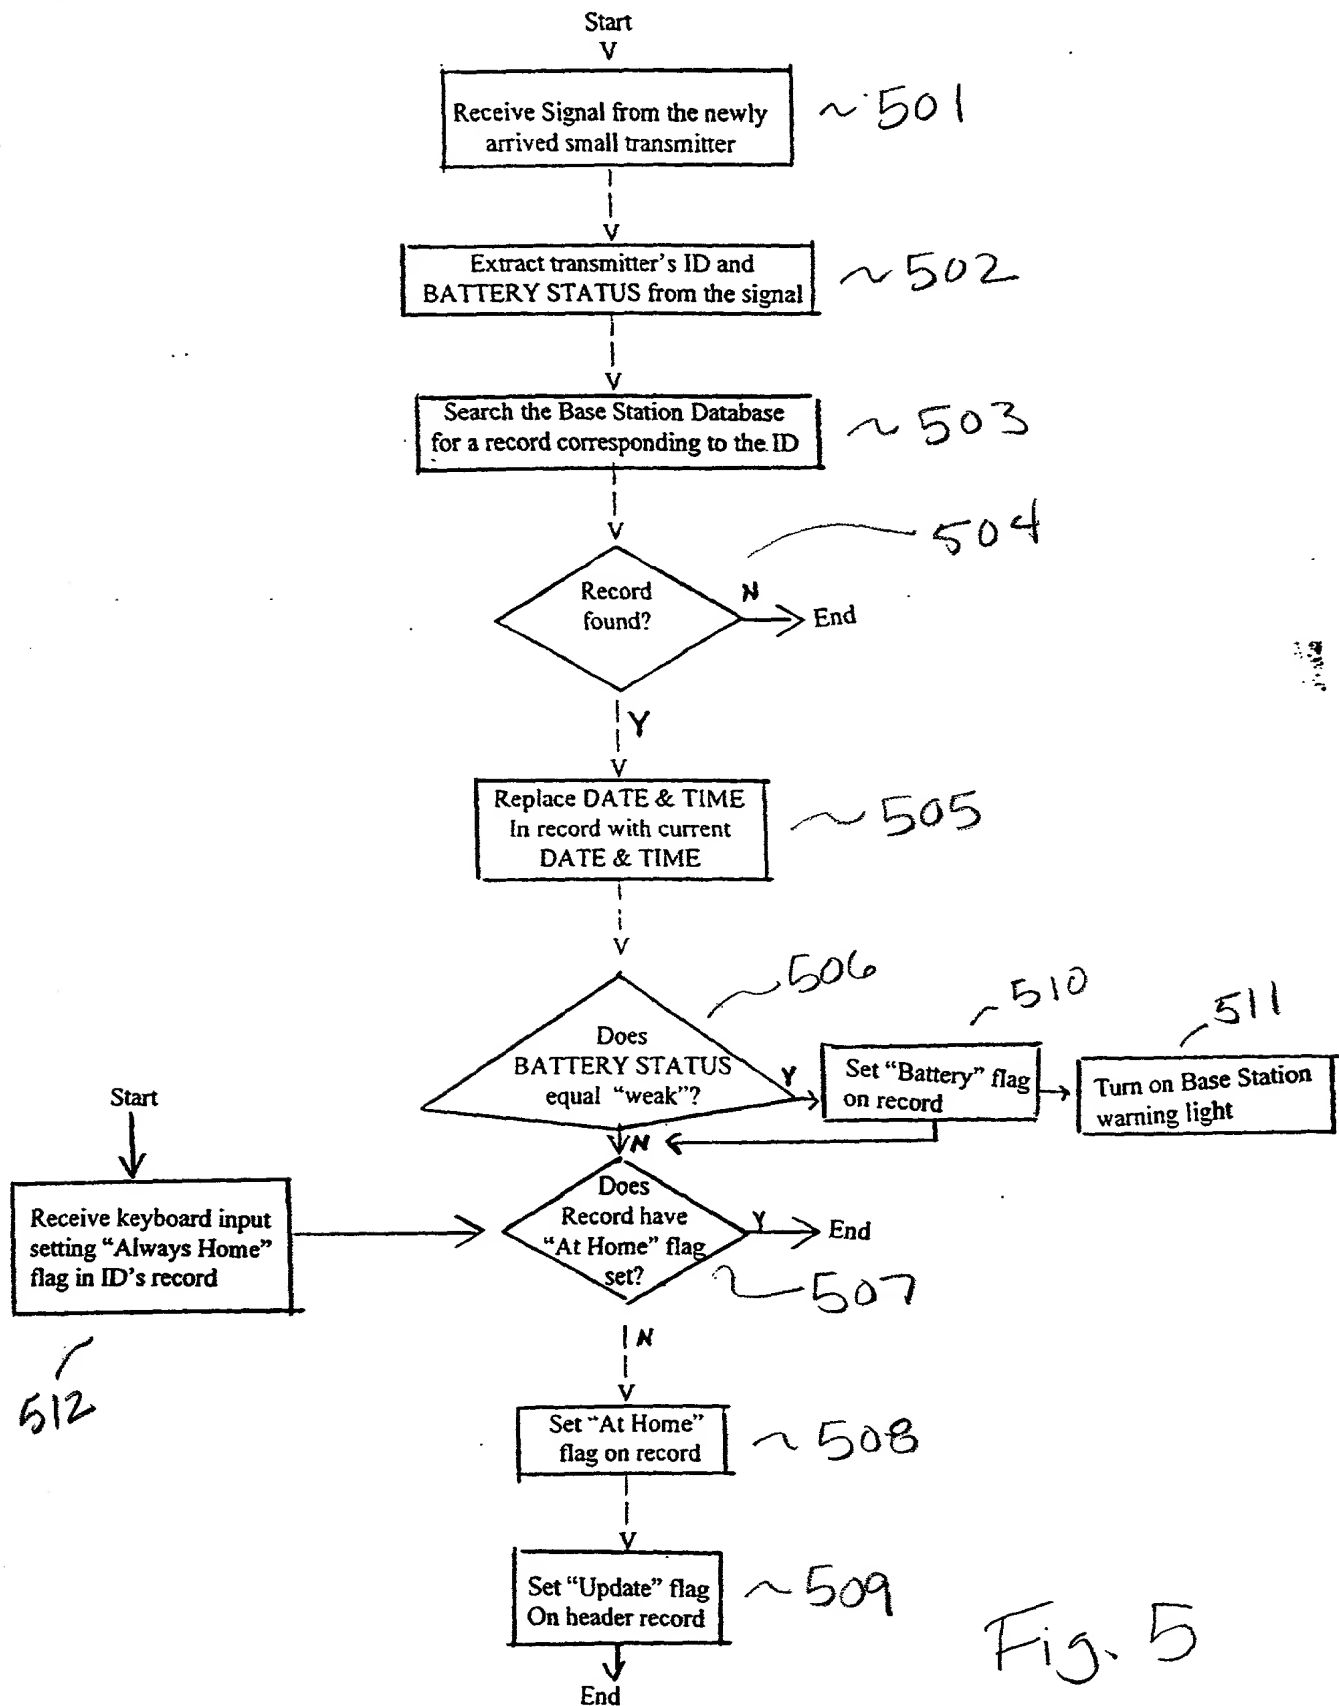 Start
V
Receive Signal from the newly
arrived small transmitter
~ 501
V
Extract transmitter's ID and
BATTERY STATUS from the signal
~ 502
V
Search the Base Station Database
for a record corresponding to the ID
~ 503
V
504
Record
found?
N
End
Y
V
Replace DATE & TIME
In record with current
DATE & TIME
~ 505
V
506
Does
BATTERY STATUS
equal "weak"?
Y
510
Set "Battery" flag
on record
511
Turn on Base Station
warning light
N
Start
Receive keyboard input
setting "Always Home"
flag in ID's record
512
Does
Record have
"At Home" flag
set?
Y
End
507
N
V
Set "At Home"
flag on record
~ 508
V
Set "Update" flag
On header record
~ 509
End
Fig. 5